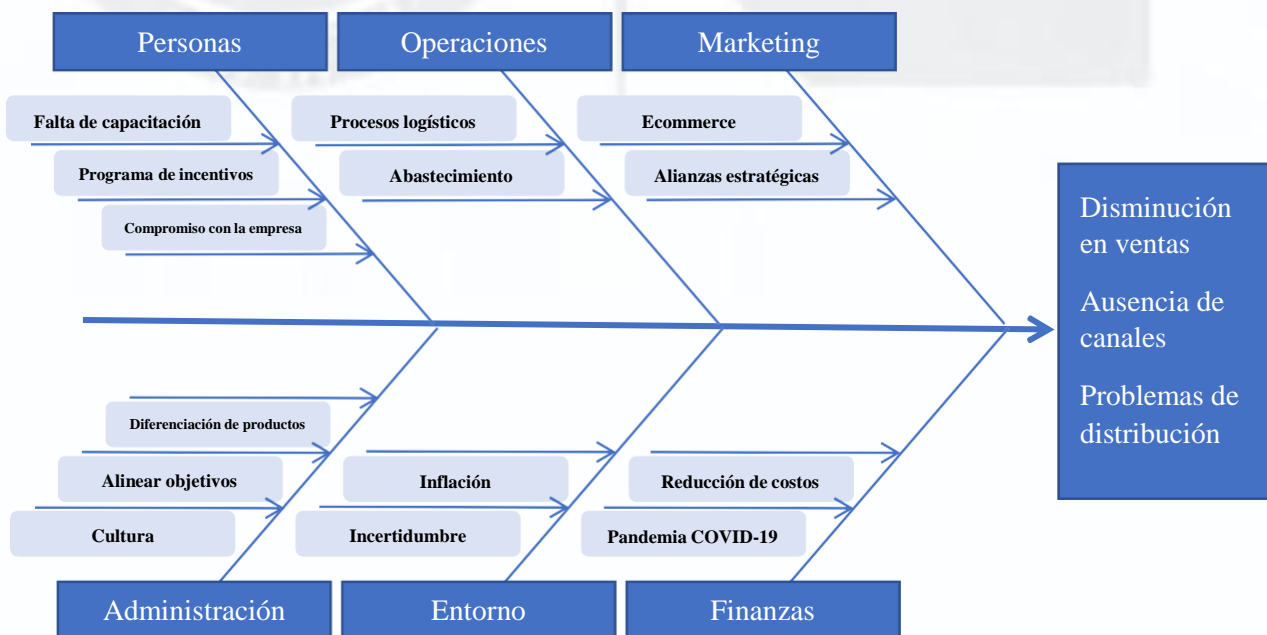 Personas
Operaciones
Marketing
Falta de capacitación
Procesos logísticos
Ecommerce
Programa de incentivos
Abastecimiento
Alianzas estratégicas
Compromiso con la empresa
Disminución
en ventas
Ausencia de
canales
Problemas de
distribución
Diferenciación de productos
Alinear objetivos
Inflación
Reducción de costos
Cultura
Incertidumbre
Pandemia COVID-19
Administración
Entorno
Finanzas